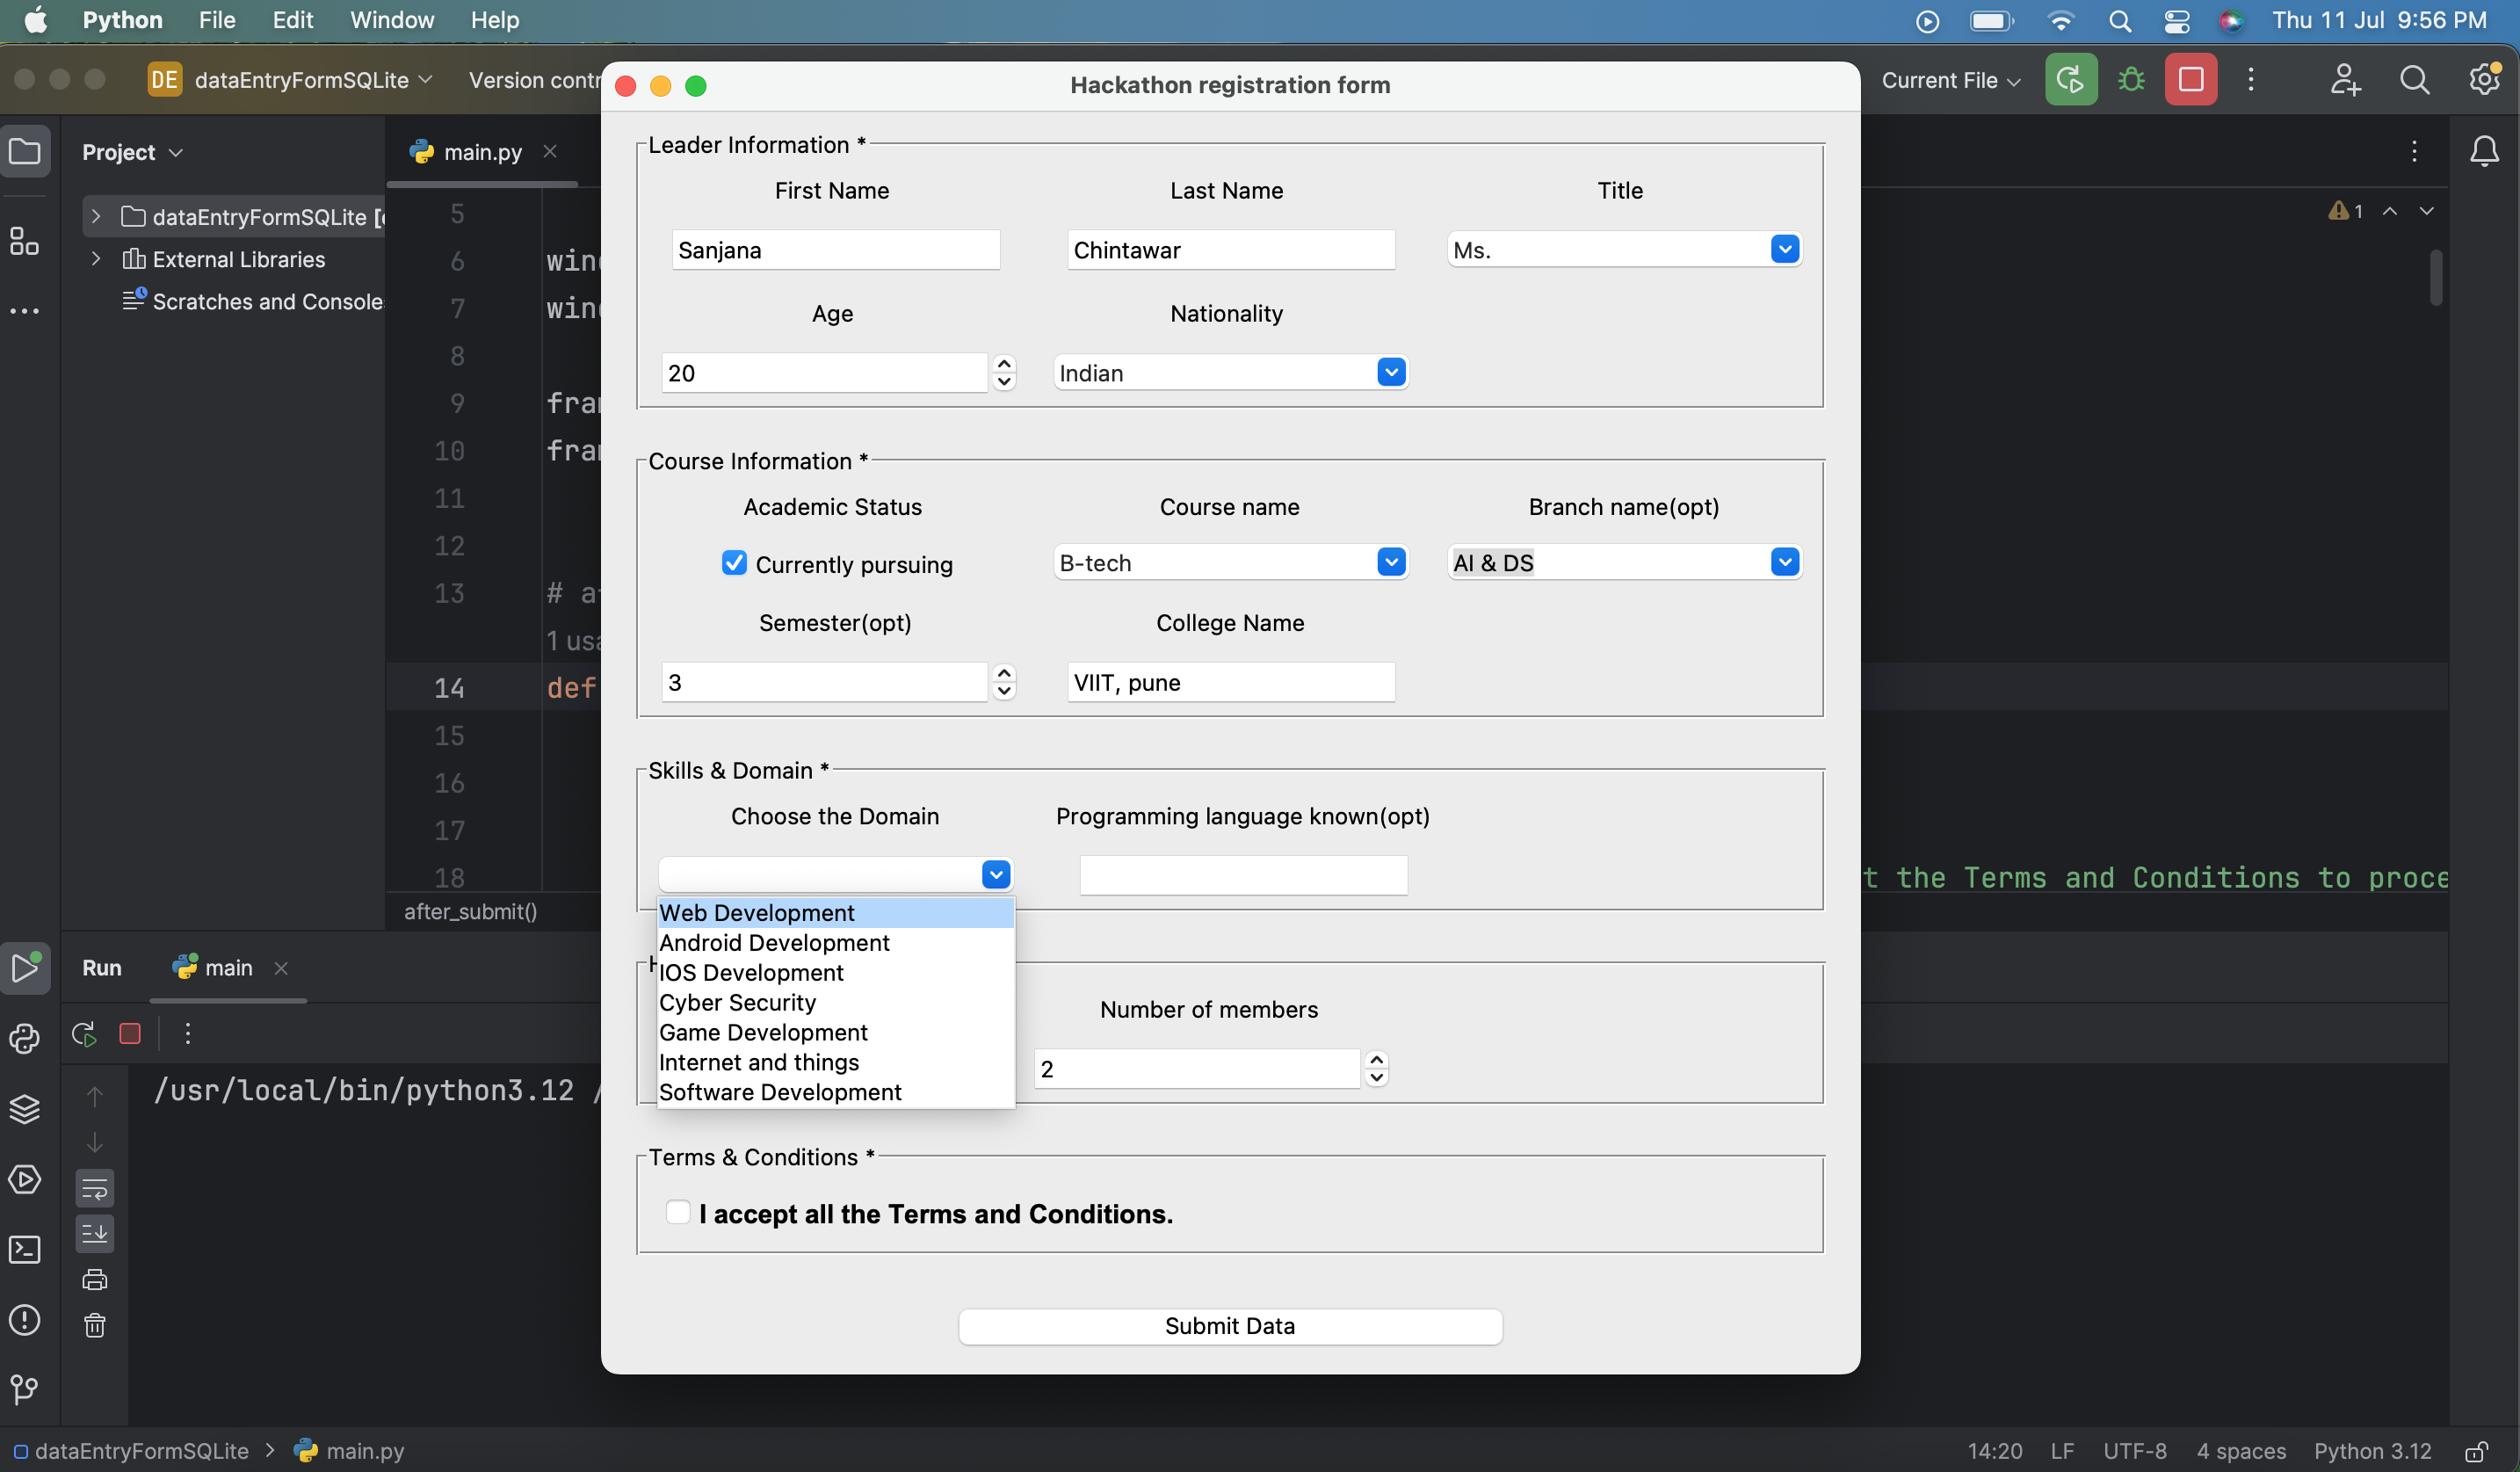 Python File Edit Window Help Thu 11 Jul 9:56 PM
DE dataEntryFormSQLite Version contr Current File
Hackathon registration form
Project
main.py
dataEntryFormSQLite [
External Libraries
Scratches and Console
1
5
6 wind
7 wind
8
9 fra
10 fra
11
12
13 # a
1 usa
14 def
15
16
17
18 t the Terms and Conditions to proce
after_submit()
Leader Information *
First Name Last Name Title
Sanjana Chintawar Ms.
Age Nationality
20 Indian
Course Information *
Academic Status Course name Branch name(opt)
Currently pursuing B-tech AI & DS
Semester(opt) College Name
3 VIIT, pune
Skills & Domain *
Choose the Domain Programming language known(opt)
Web Development
Android Development
IOS Development
Cyber Security
Game Development
Internet and things
Software Development
Number of members
2
Terms & Conditions *
I accept all the Terms and Conditions.
Submit Data
Run main
/usr/local/bin/python3.12 /
dataEntryFormSQLite > main.py 14:20 LF UTF-8 4 spaces Python 3.12